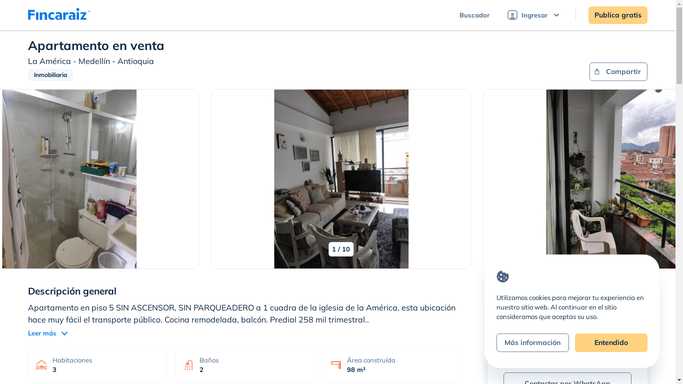 Fincaraiz
Buscador
Ingresar
Publica gratis
Apartamento en venta
La América - Medellín - Antioquia
Inmobiliaria
Compartir
1 / 10
Descripción general
Apartamento en piso 5 SIN ASCENSOR, SIN PARQUEADERO a 1 cuadra de la iglesia de la América, esta ubicación
hace muy fácil el transporte público. Cocina remodelada, balcón. Predial 258 mil trimestral...
Leer más
Habitaciones
3
Baños
2
Área construida
98 m²
Utilizamos cookies para mejorar tu experiencia en
nuestro sitio web. Al continuar en el sitio
consideramos que aceptas su uso.
Más información
Entendido
Contactar por WhatsApp